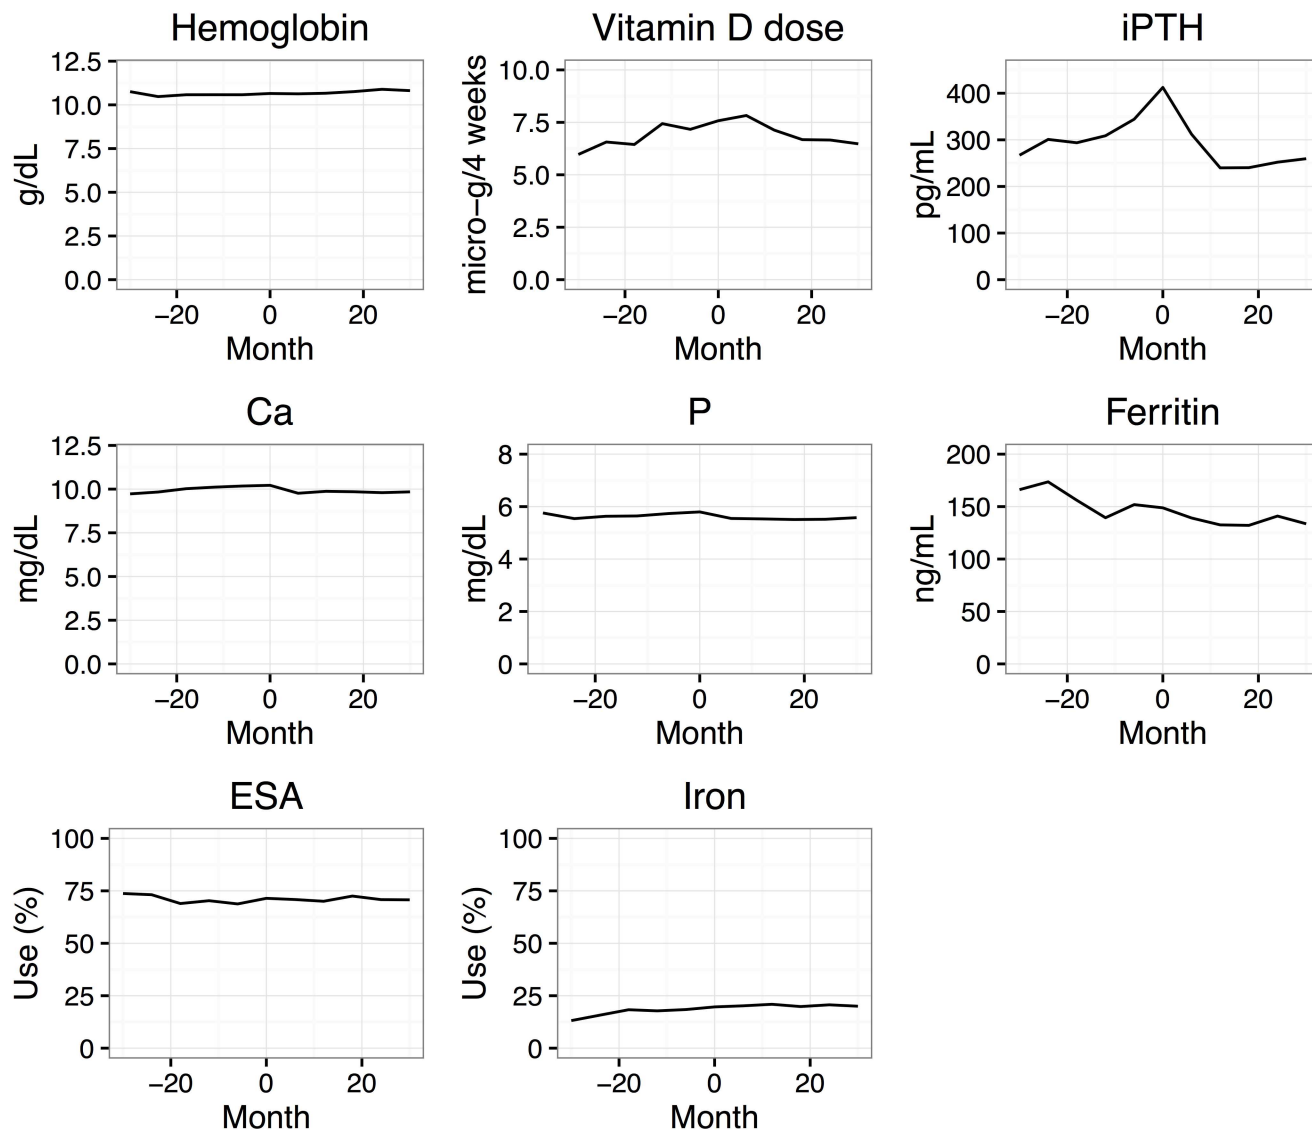 Hemoglobin
12.5
10.0
7.5
5.0
2.5
0.0
g/dL
−20 0 20
Month
Vitamin D dose
10.0
7.5
5.0
2.5
0.0
micro−g/4 weeks
−20 0 20
Month
iPTH
400
300
200
100
0
pg/mL
−20 0 20
Month
Ca
12.5
10.0
7.5
5.0
2.5
0.0
mg/dL
−20 0 20
Month
P
8
6
4
2
0
mg/dL
−20 0 20
Month
Ferritin
200
150
100
50
0
ng/mL
−20 0 20
Month
ESA
100
75
50
25
0
Use (%)
−20 0 20
Month
Iron
100
75
50
25
0
Use (%)
−20 0 20
Month